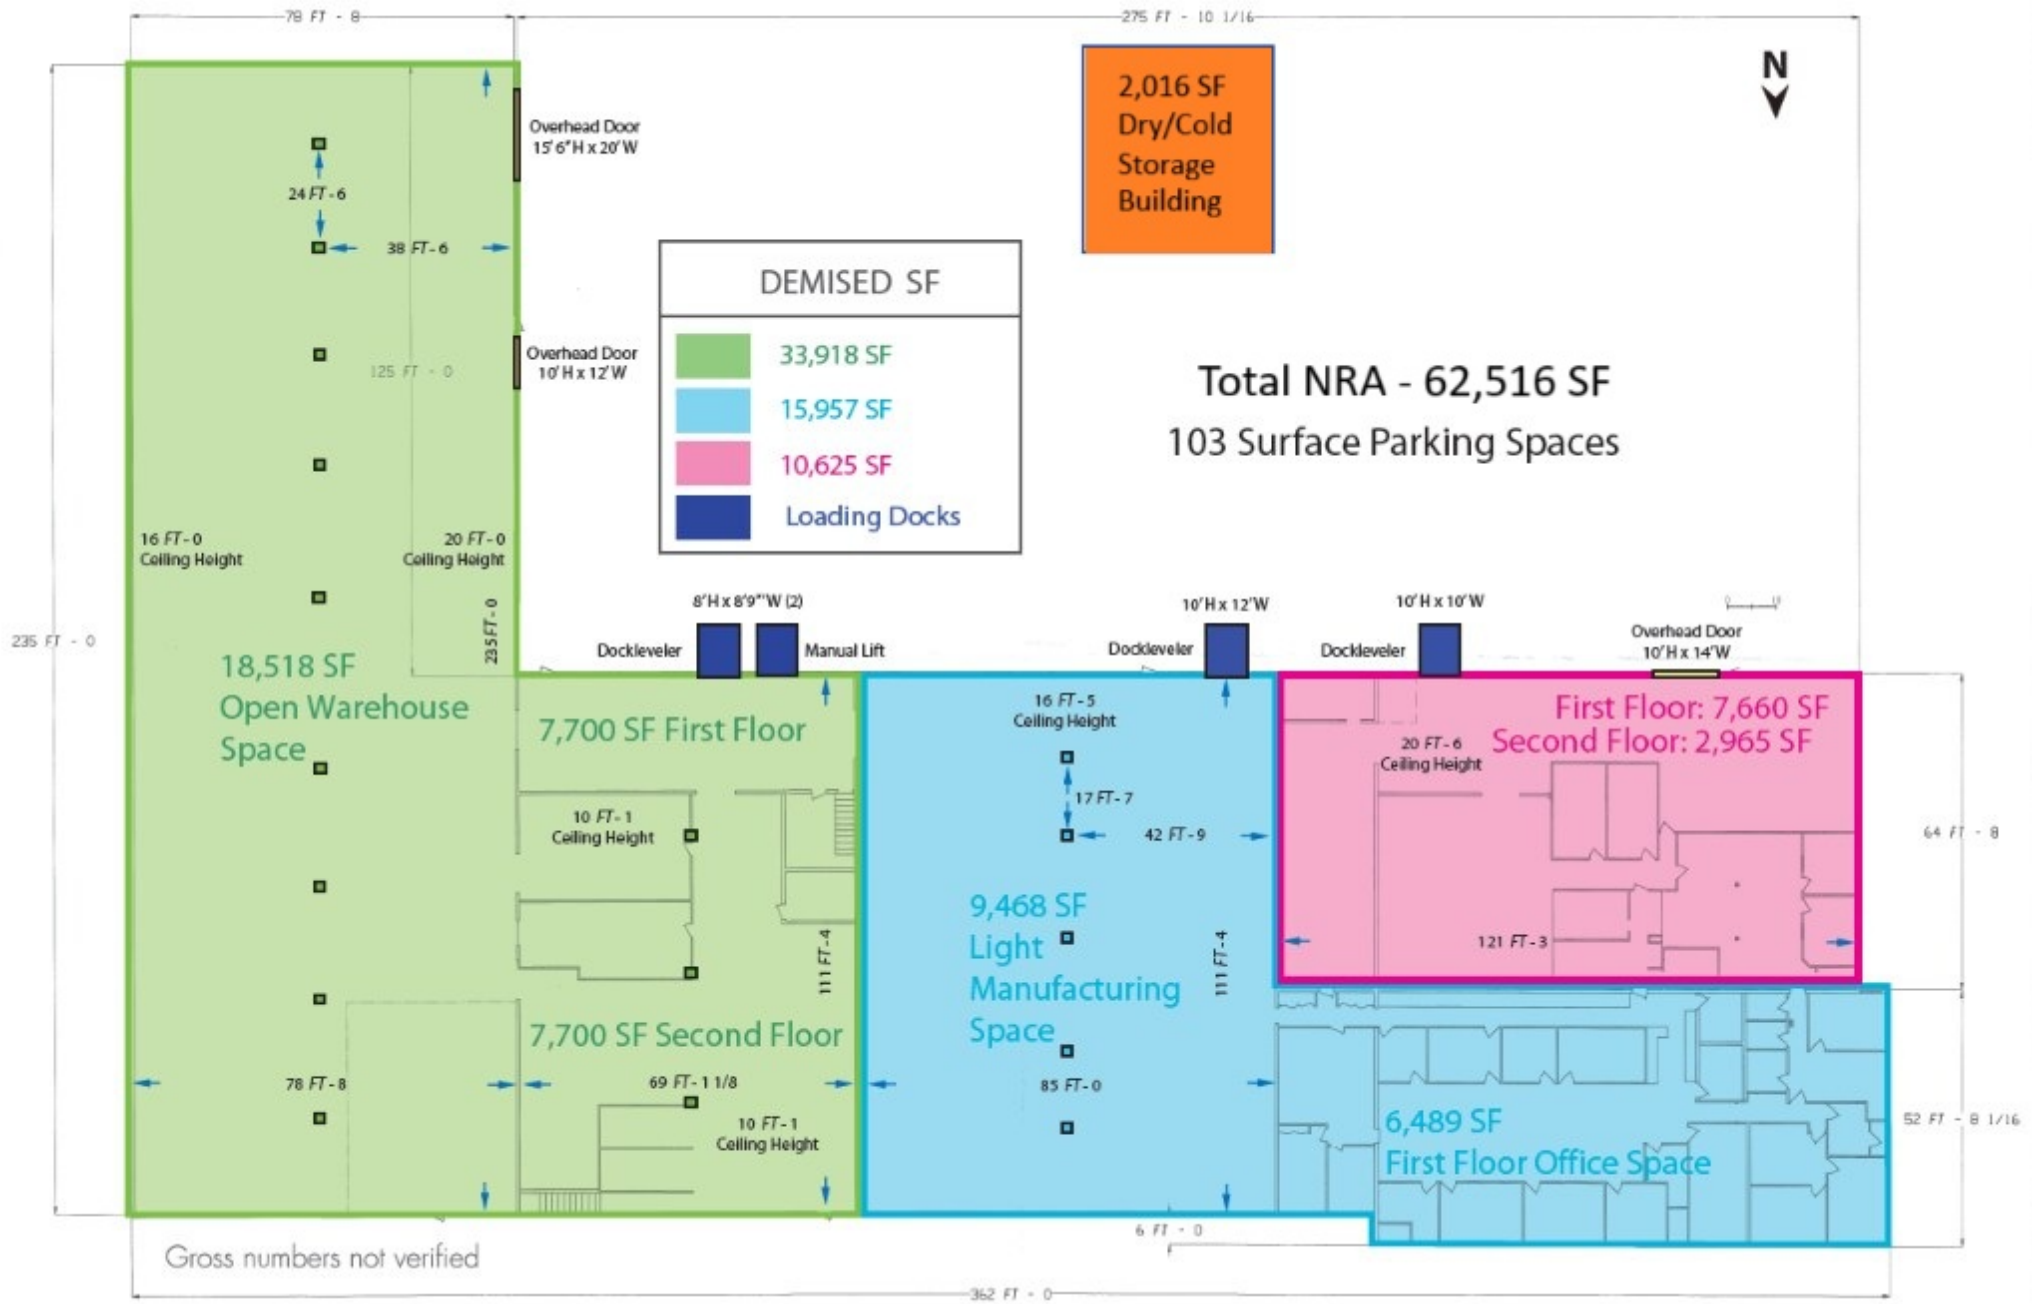 78 FT - 8
275 FT - 10 1/16
N
2,016 SF
Dry/Cold
Storage
Building
Overhead Door
15'6"H x 20'W
24 FT - 6
38 FT - 6
DEMISED SF
33,918 SF
15,957 SF
10,625 SF
Loading Docks
Overhead Door
10'H x 12'W
125 FT - 0
Total NRA - 62,516 SF
103 Surface Parking Spaces
16 FT - 0
Ceiling Height
20 FT - 0
Ceiling Height
235 FT - 0
235 FT - 0
8'H x 8'9"'W (2)
Dockleveler
Manual Lift
10'H x 12'W
Dockleveler
10'H x 10'W
Dockleveler
Overhead Door
10'H x 14'W
18,518 SF
Open Warehouse
Space
7,700 SF First Floor
16 FT - 5
Ceiling Height
First Floor: 7,660 SF
Second Floor: 2,965 SF
20 FT - 6
Ceiling Height
17 FT - 7
42 FT - 9
10 FT - 1
Ceiling Height
64 FT - 8
9,468 SF
Light
Manufacturing
Space
111 FT - 4
111 FT - 4
121 FT - 3
7,700 SF Second Floor
78 FT - 8
69 FT - 1 1/8
85 FT - 0
10 FT - 1
Ceiling Height
6,489 SF
First Floor Office Space
52 FT - 8 1/16
6 FT - 0
Gross numbers not verified
362 FT - 0